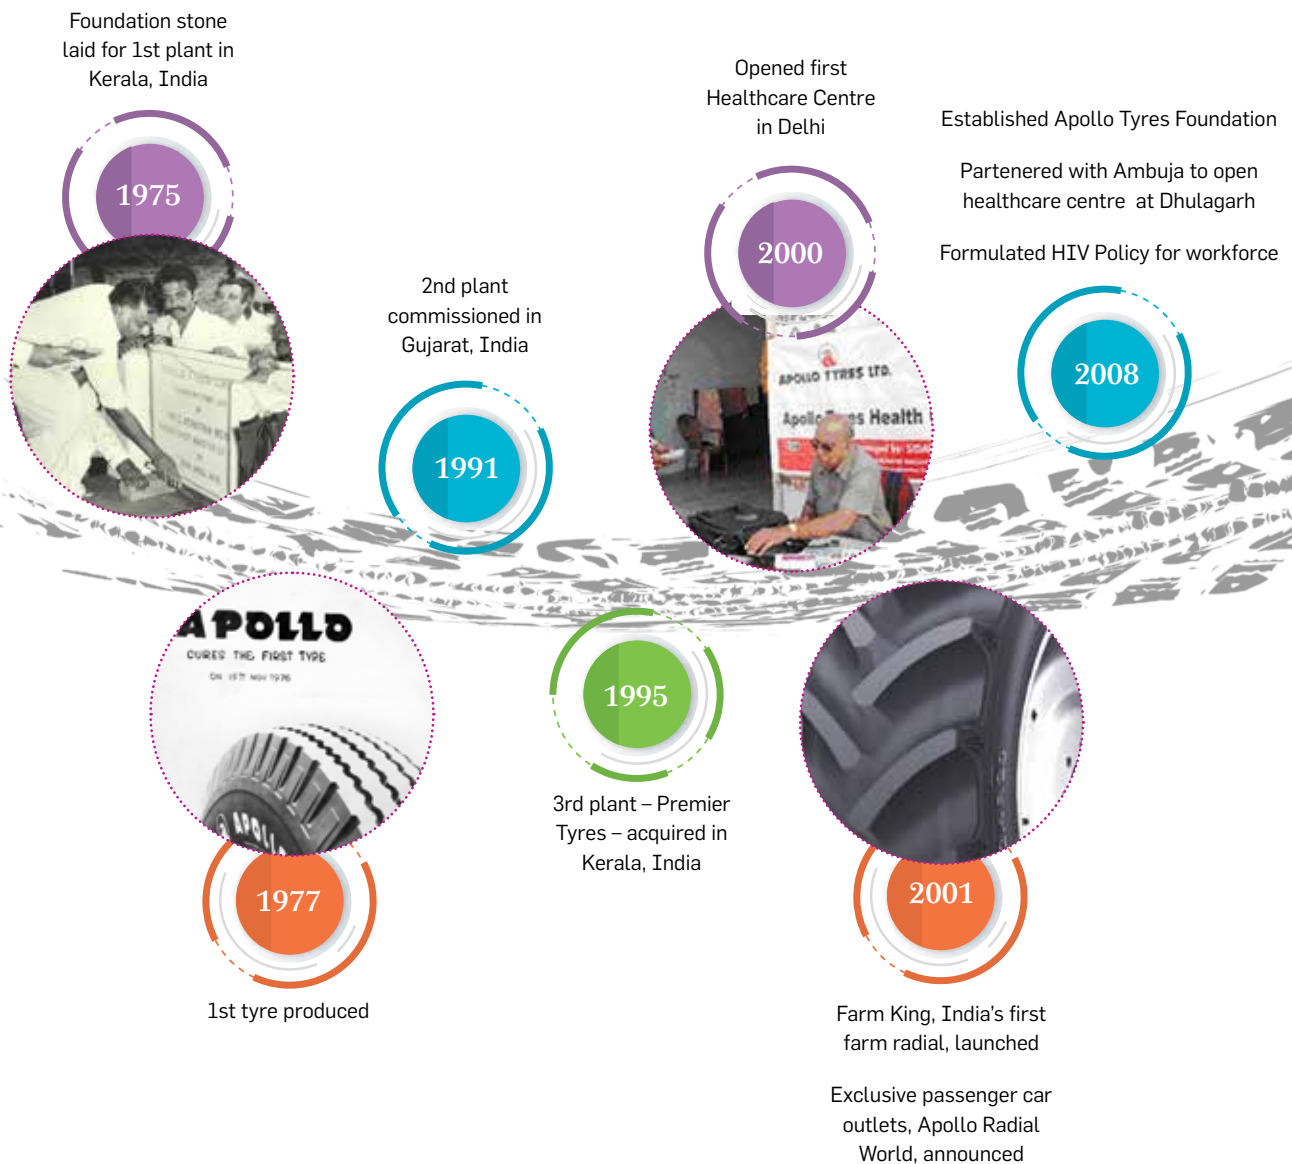 Foundation stone
laid for 1st plant in
Kerala, India
1975
2nd plant
commissioned in
Gujarat, India
1991
Opened first
Healthcare Centre
in Delhi
2000
APOLLO TYRES LTD.
Health
Established Apollo Tyres Foundation
Partenered with Ambuja to open
healthcare centre at Dhulagarh
Formulated HIV Policy for workforce
2008
APOLLO
CURES THE FIRST TYRE
NOV 1976
APOLL
1977
1st tyre produced
1995
3rd plant – Premier
Tyres – acquired in
Kerala, India
2001
Farm King, India's first
farm radial, launched
Exclusive passenger car
outlets, Apollo Radial
World, announced